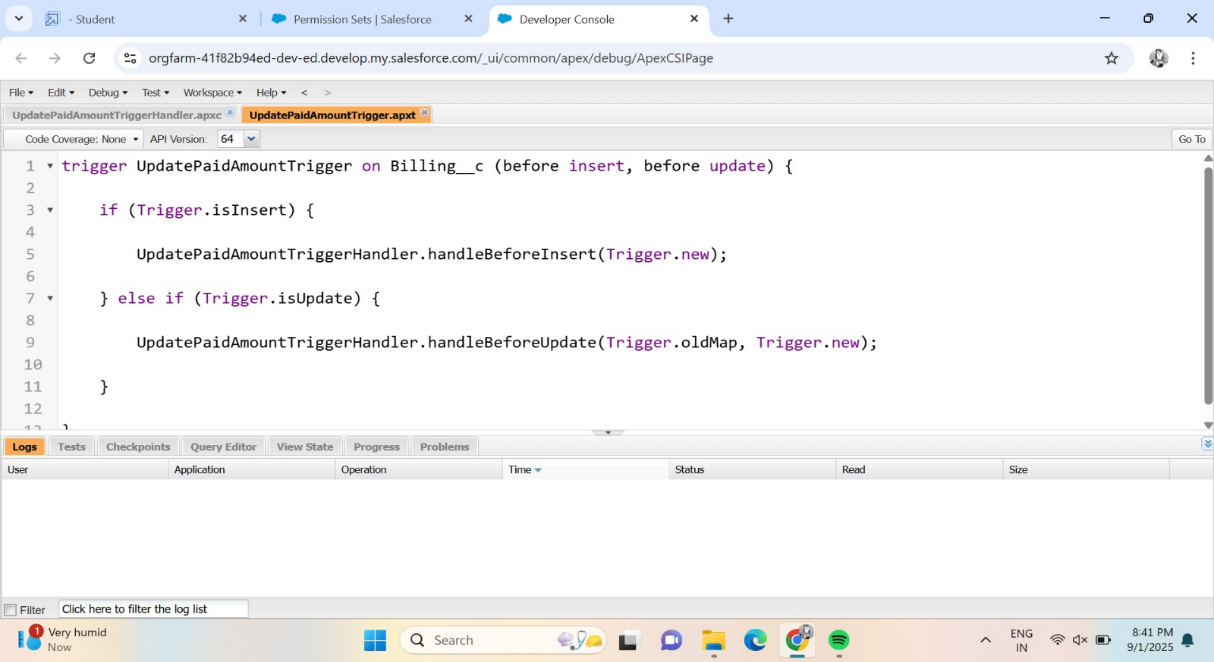 - Student
Permission Sets | Salesforce
Developer Console
orgfarm-41f82b94ed-dev-ed.develop.my.salesforce.com/_ui/common/apex/debug/ApexCSIPage
File Edit Debug Test Workspace Help < >
UpdatePaidAmountTriggerHandler.apxc UpdatePaidAmountTrigger.apxt
Code Coverage: None API Version: 64 Go To
1 trigger UpdatePaidAmountTrigger on Billing__c (before insert, before update) {
2
3 if (Trigger.isInsert) {
4
5 UpdatePaidAmountTriggerHandler.handleBeforeInsert(Trigger.new);
6
7 } else if (Trigger.isUpdate) {
8
9 UpdatePaidAmountTriggerHandler.handleBeforeUpdate(Trigger.oldMap, Trigger.new);
10
11 }
12
Logs Tests Checkpoints Query Editor View State Progress Problems
User Application Operation Time Status Read Size
Filter Click here to filter the log list
1 Very humid
Now
Search
ENG
IN
8:41 PM
9/1/2025